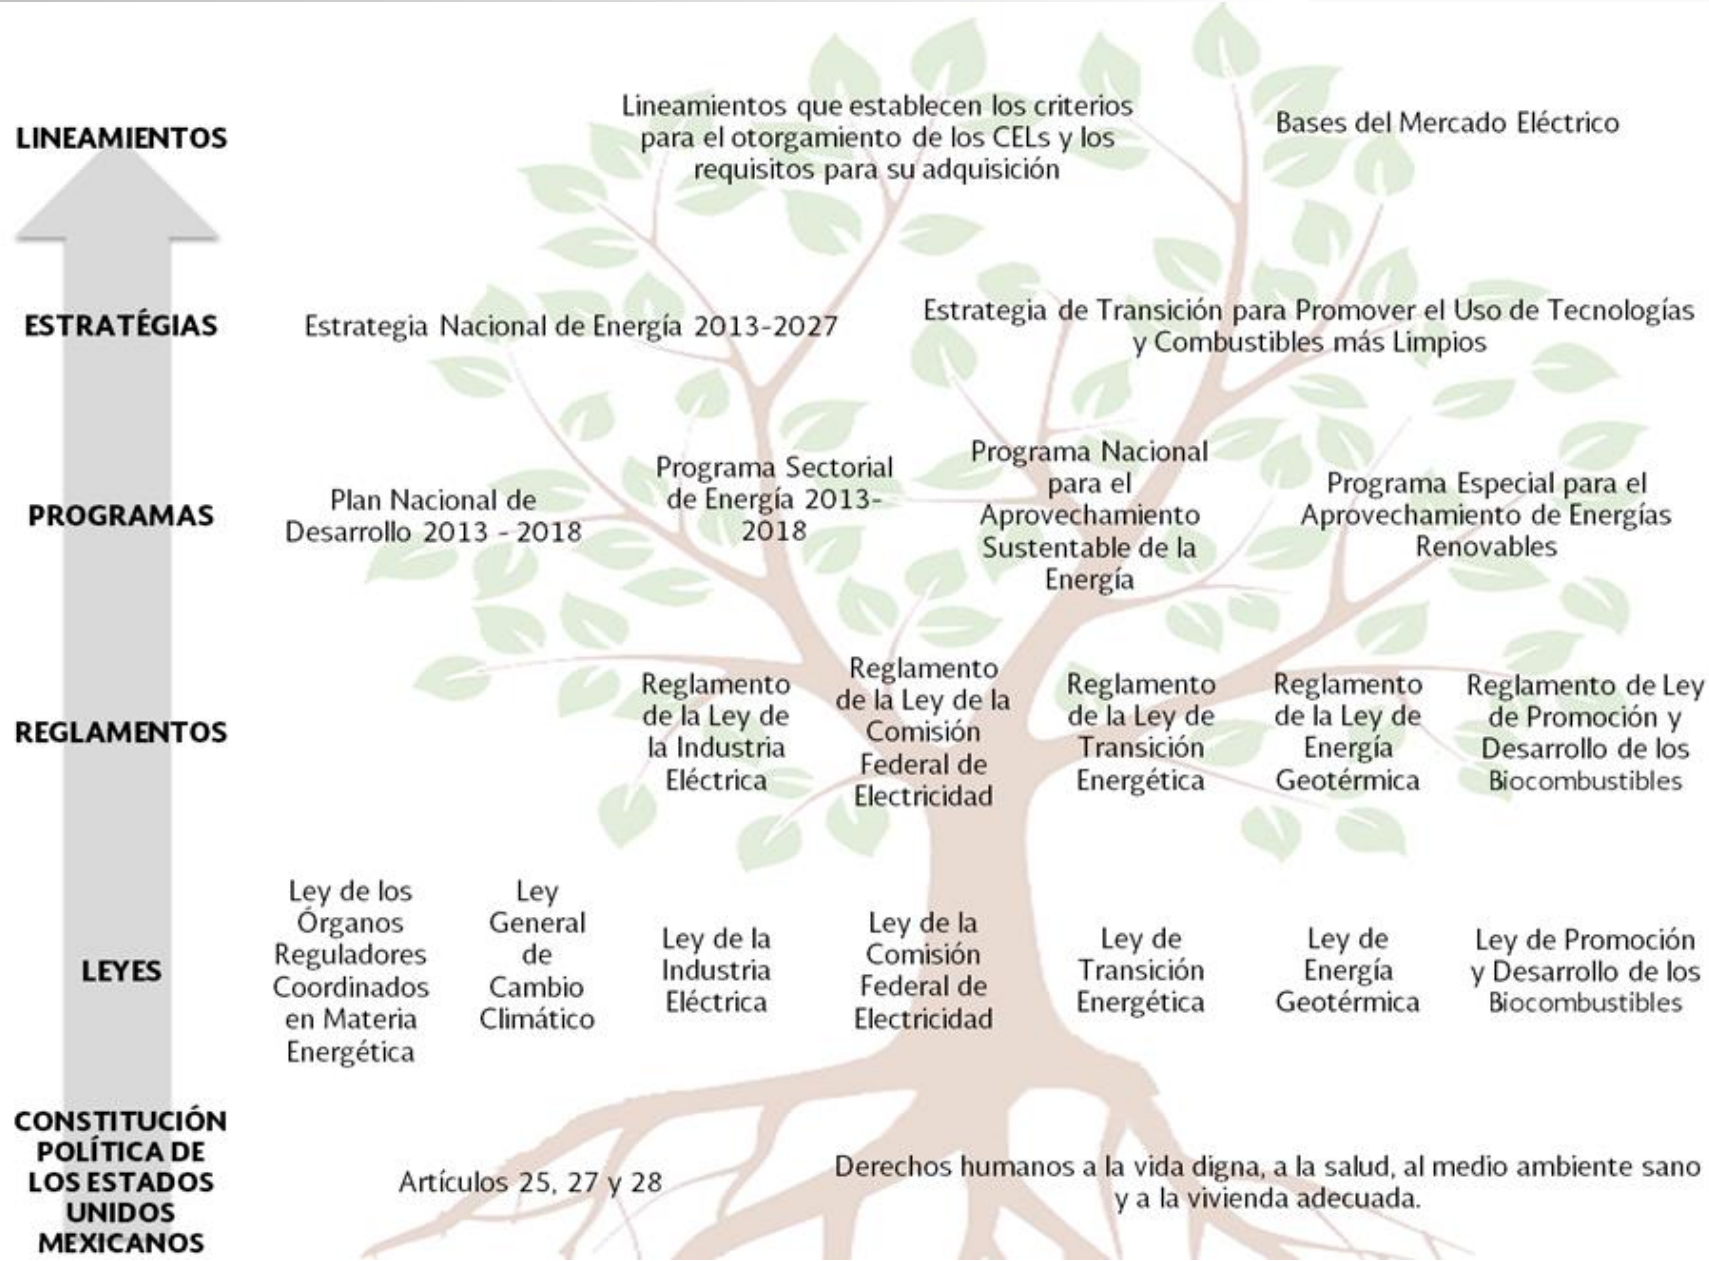 LINEAMIENTOS
Lineamientos que establecen los criterios
para el otorgamiento de los CELs y los
requisitos para su adquisición
Bases del Mercado Eléctrico
ESTRATÉGIAS
Estrategia Nacional de Energía 2013-2027
Estrategia de Transición para Promover el Uso de Tecnologías
y Combustibles más Limpios
PROGRAMAS
Plan Nacional de
Desarrollo 2013 - 2018
Programa Sectorial
de Energía 2013-
2018
Programa Nacional
para el
Aprovechamiento
Sustentable de la
Energía
Programa Especial para el
Aprovechamiento de Energías
Renovables
REGLAMENTOS
Reglamento
de la Ley de
la Industria
Eléctrica
Reglamento
de la Ley de la
Comisión
Federal de
Electricidad
Reglamento
de la Ley de
Transición
Energética
Reglamento
de la Ley de
Energía
Geotérmica
Reglamento de Ley
de Promoción y
Desarrollo de los
Biocombustibles
LEYES
Ley de los
Órganos
Reguladores
Coordinados
en Materia
Energética
Ley
General
de
Cambio
Climático
Ley de la
Industria
Eléctrica
Ley de la
Comisión
Federal de
Electricidad
Ley de
Transición
Energética
Ley de
Energía
Geotérmica
Ley de Promoción
y Desarrollo de los
Biocombustibles
CONSTITUCIÓN
POLÍTICA DE
LOS ESTADOS
UNIDOS
MEXICANOS
Artículos 25, 27 y 28
Derechos humanos a la vida digna, a la salud, al medio ambiente sano
y a la vivienda adecuada.